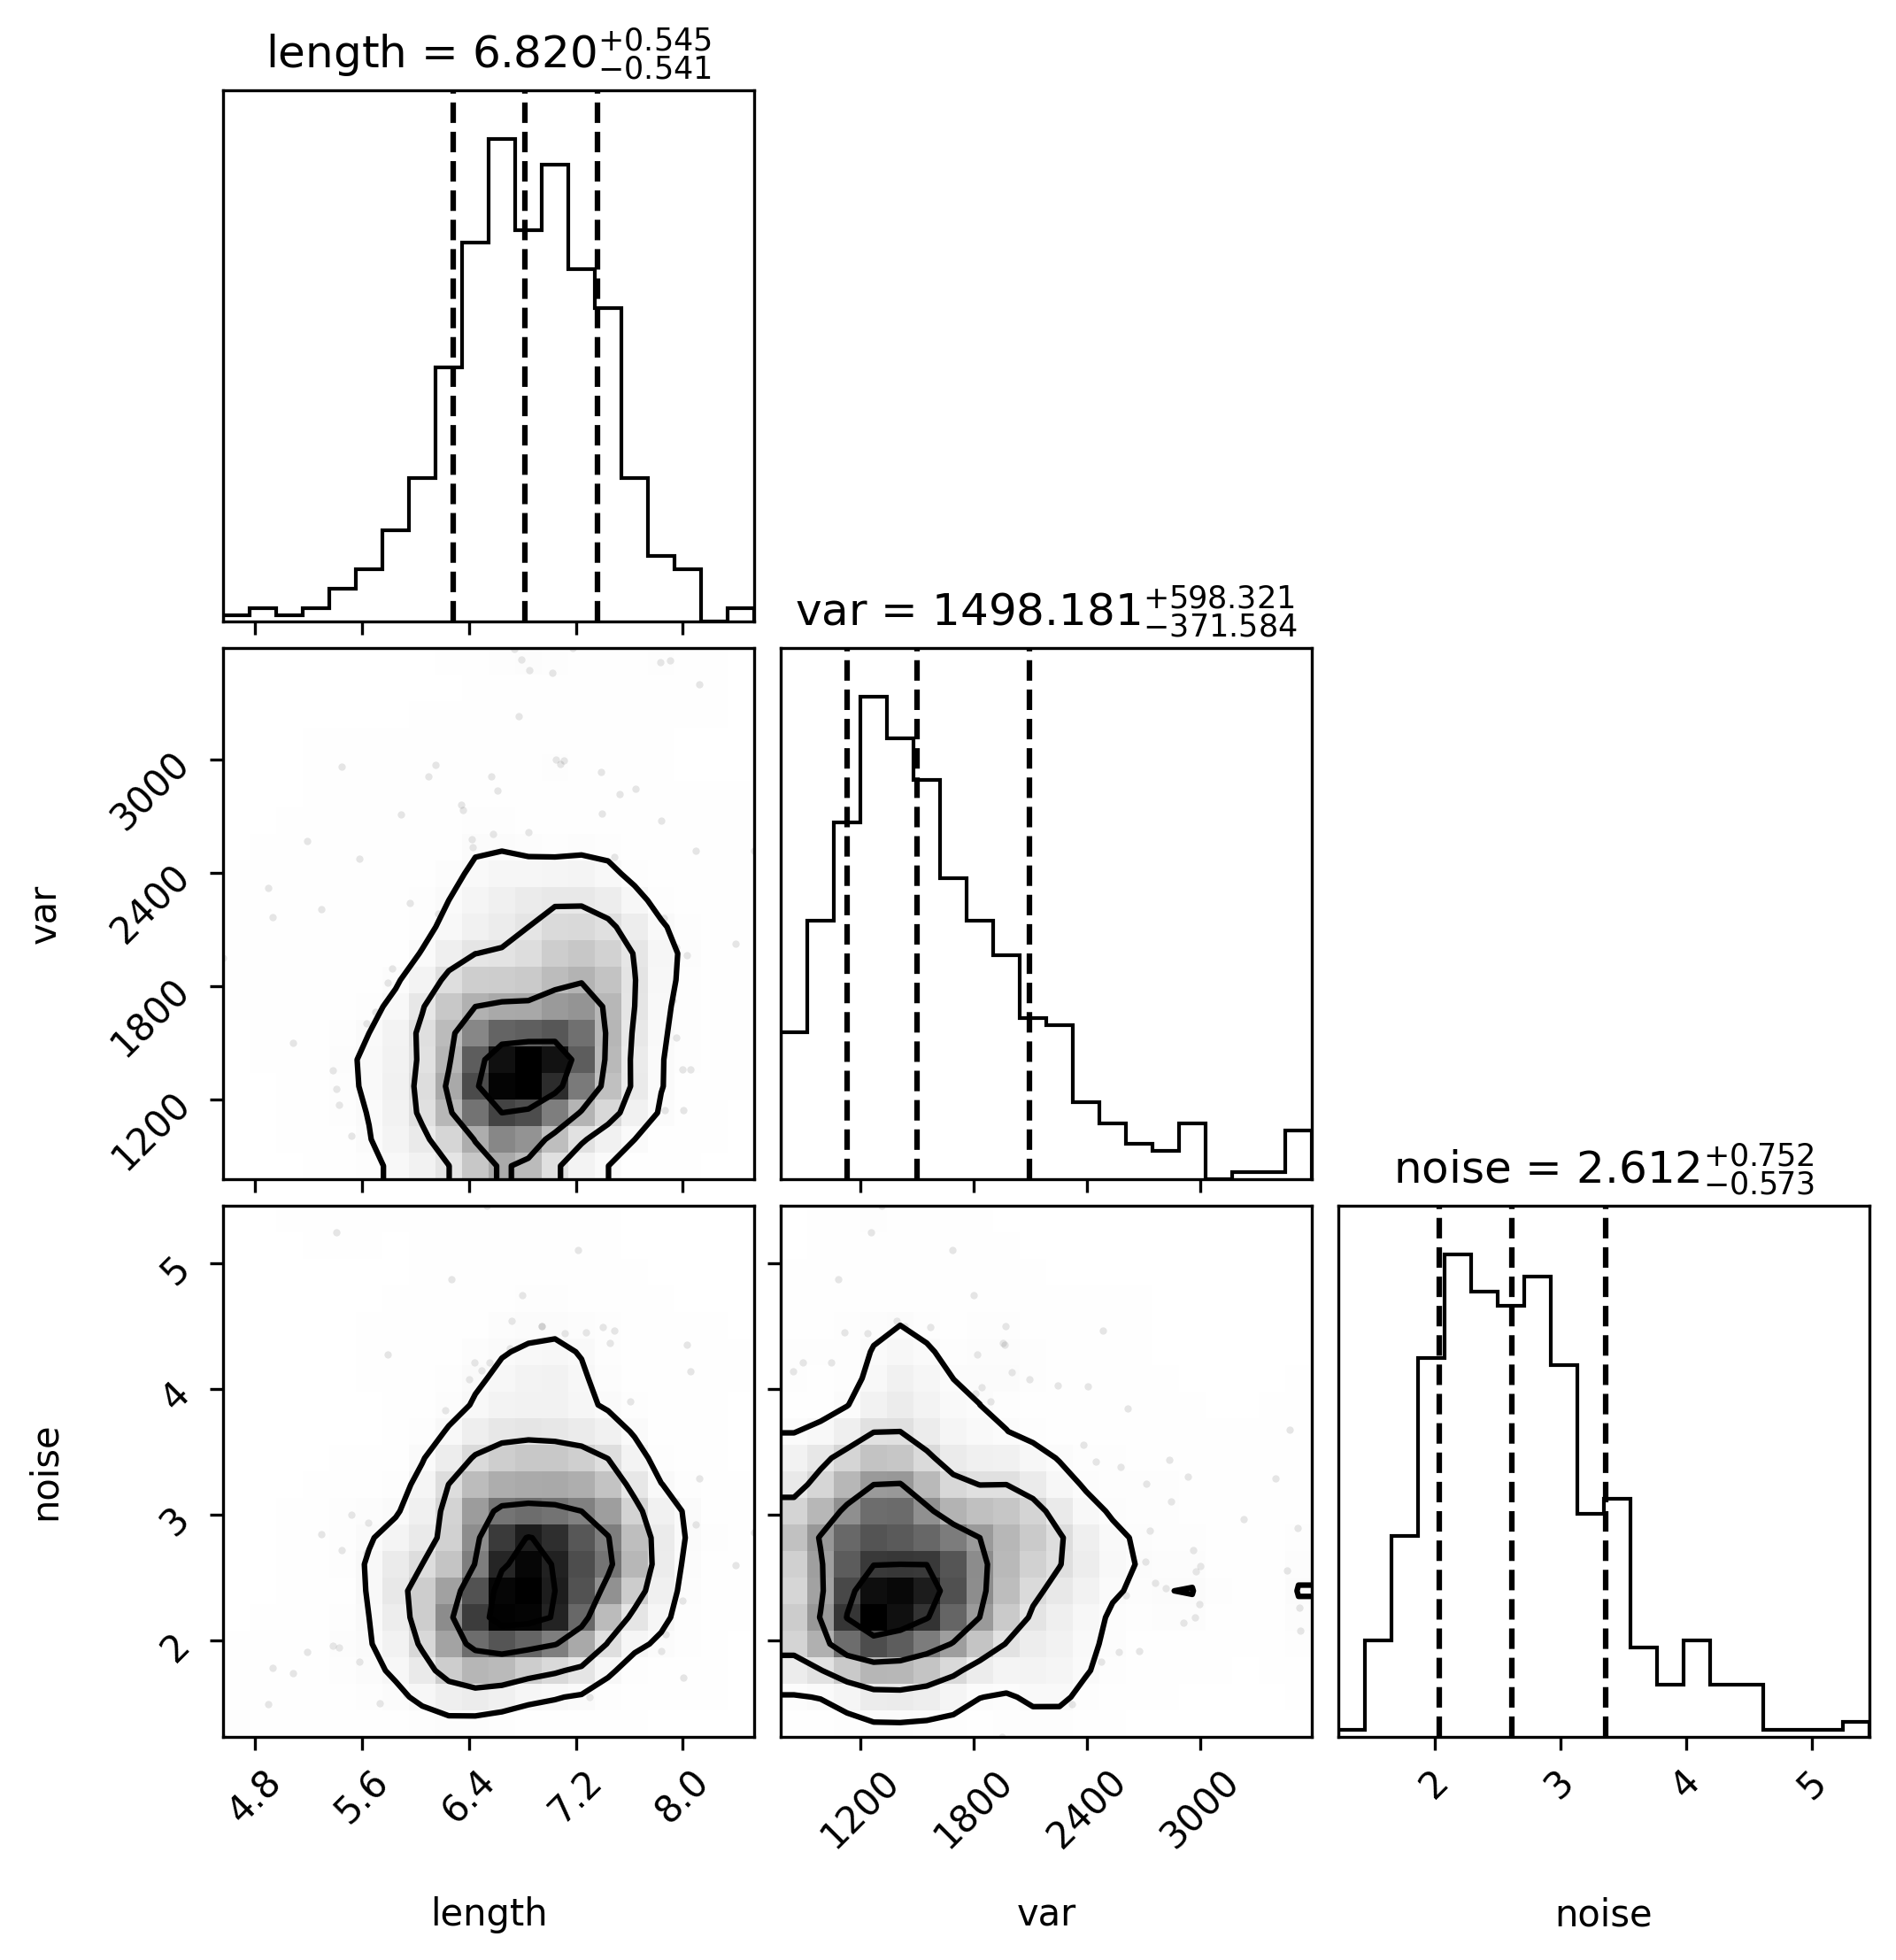 length = 6.820+0.545−0.541
var = 1498.181+598.321−371.584
3000
2400
1800
1200
var
noise = 2.612+0.752−0.573
5
4
3
2
noise
4.8 5.6 6.4 7.2 8.0 1200 1800 2400 3000 2 3 4 5
length var noise